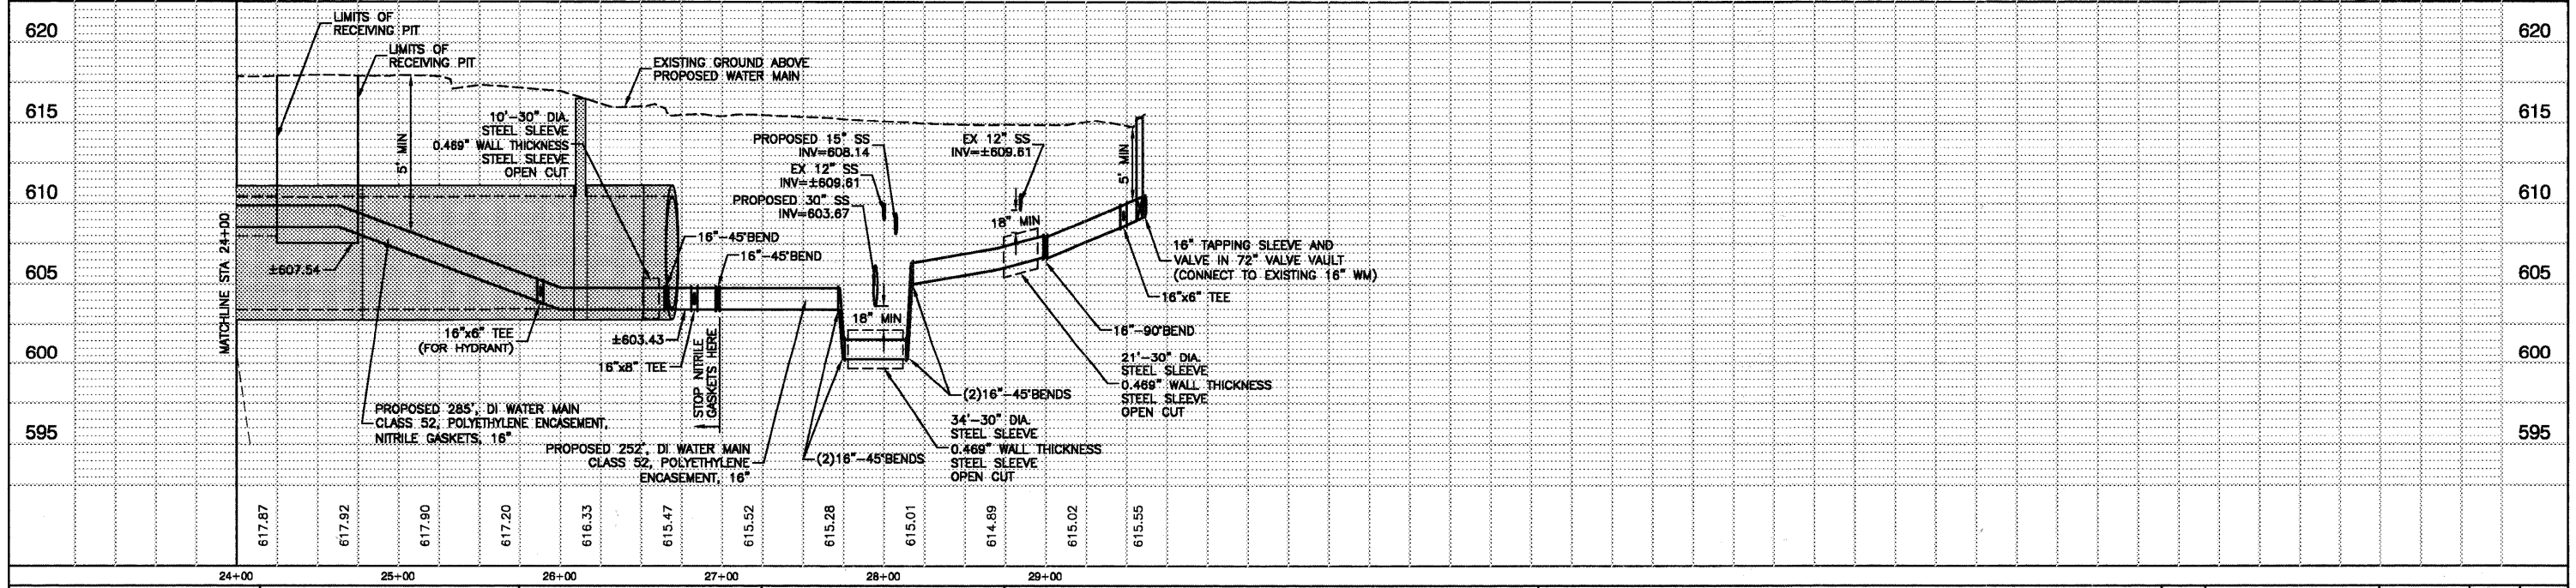 620
615
610
605
600
595
LIMITS OF
RECEIVING PIT
LIMITS OF
RECEIVING PIT
EXISTING GROUND ABOVE
PROPOSED WATER MAIN
10'-30" DIA.
STEEL SLEEVE
0.469" WALL THICKNESS
STEEL SLEEVE
OPEN CUT
5' MIN
MATCHLINE STA 24+00
±607.54
16"x6" TEE
(FOR HYDRANT)
PROPOSED 285', DI WATER MAIN
CLASS 52, POLYETHYLENE ENCASEMENT,
NITRILE GASKETS, 16"
16"-45°BEND
16"-45°BEND
±603.43
16"x8" TEE
STOP NITRILE
GASKETS HERE
PROPOSED 252', DI WATER MAIN
CLASS 52, POLYETHYLENE
ENCASEMENT, 16"
PROPOSED 15" SS
INV=608.14
EX 12" SS
INV=±609.61
PROPOSED 30" SS
INV=603.67
18" MIN
(2)16"-45°BENDS
(2)16"-45°BENDS
34'-30" DIA.
STEEL SLEEVE
0.469" WALL THICKNESS
STEEL SLEEVE
OPEN CUT
EX 12" SS
INV=±609.61
18" MIN
5' MIN
16" TAPPING SLEEVE AND
VALVE IN 72" VALVE VAULT
(CONNECT TO EXISTING 16" WM)
16"x6" TEE
16"-90°BEND
21'-30" DIA.
STEEL SLEEVE
0.469" WALL THICKNESS
STEEL SLEEVE
OPEN CUT
620
615
610
605
600
595
617.87
617.92
617.90
617.20
616.33
615.47
615.52
615.28
615.01
614.89
615.02
615.55
24+00
25+00
26+00
27+00
28+00
29+00